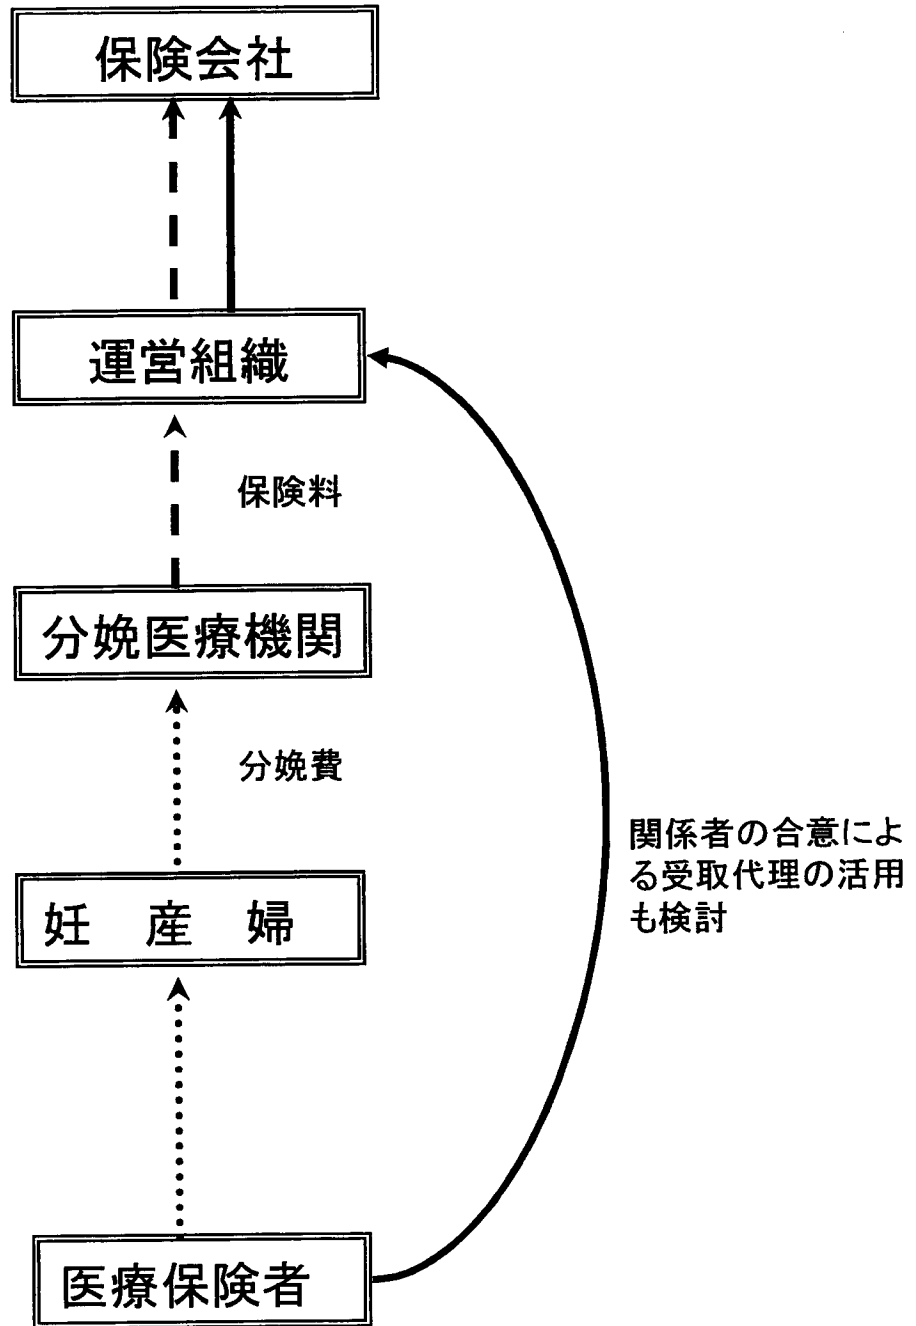 保険会社
運営組織
保険料
分娩医療機関
分娩費
関係者の合意によ
る受取代理の活用
も検討
妊 産 婦
医療保険者